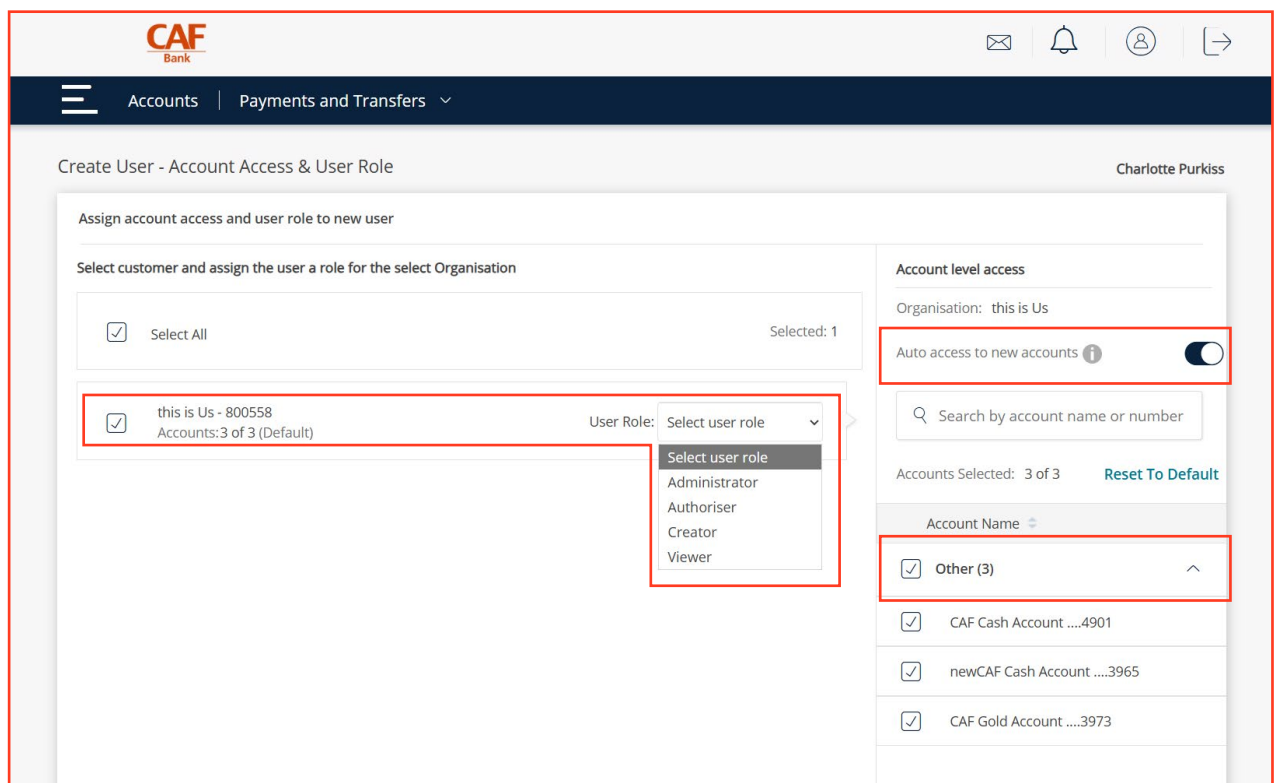 CAF
Bank
Accounts
Payments and Transfers
Create User - Account Access & User Role
Charlotte Purkiss
Assign account access and user role to new user
Select customer and assign the user a role for the select Organisation
Select All
Selected: 1
this is Us - 800558
Accounts:3 of 3 (Default)
User Role:
Select user role
Select user role
Administrator
Authoriser
Creator
Viewer
Account level access
Organisation: this is Us
Auto access to new accounts i
Search by account name or number
Accounts Selected: 3 of 3
Reset To Default
Account Name
Other (3)
CAF Cash Account ....4901
newCAF Cash Account ....3965
CAF Gold Account ....3973